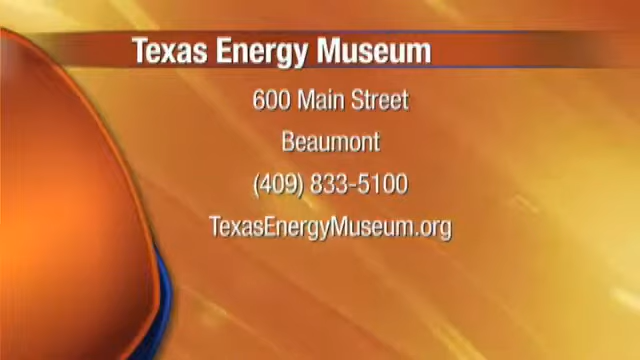 Texas Energy Museum
600 Main Street
Beaumont
(409) 833-5100
TexasEnergyMuseum.org